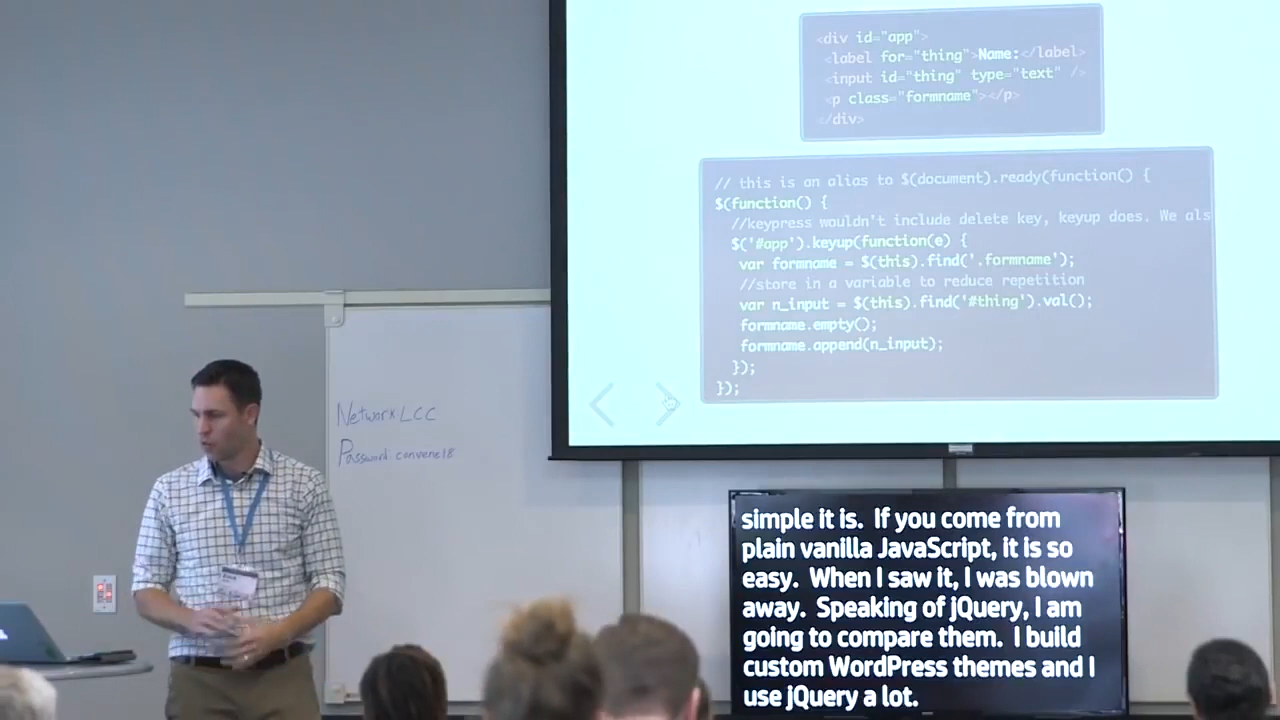 <div id="app">
<label for="thing">Name:</label>
<input id="thing" type="text" />
<p class="formname"></p>
</div>
// this is an alias to $(document).ready(function() {
$(function() {
//keypress wouldn't include delete key, keyup does. We als
$('#app').keyup(function(e) {
var formname = $(this).find('.formname');
//store in a variable to reduce repetition
var n_input = $(this).find('#thing').val();
formname.empty();
formname.append(n_input);
});
});
Network LCC
Password: convene18
simple it is. If you come from
plain vanilla JavaScript, it is so
easy. When I saw it, I was blown
away. Speaking of jQuery, I am
going to compare them. I build
custom WordPress themes and I
use jQuery a lot.